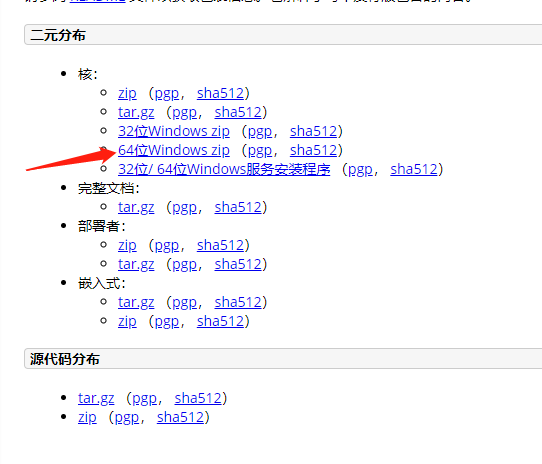 二元分布
核：
zip （pgp， sha512）
tar.gz （pgp， sha512）
32位Windows zip （pgp， sha512）
64位Windows zip （pgp， sha512）
32位/ 64位Windows服务安装程序 （pgp， sha512）
完整文档：
tar.gz （pgp， sha512）
部署者：
zip （pgp， sha512）
tar.gz （pgp， sha512）
嵌入式：
tar.gz （pgp， sha512）
zip （pgp， sha512）
源代码分布
tar.gz （pgp， sha512）
zip （pgp， sha512）